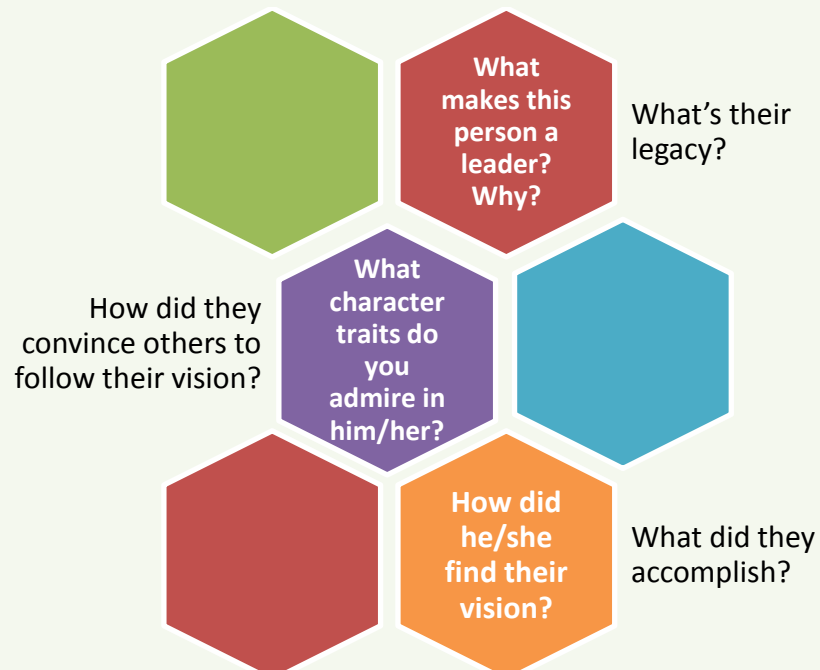 What
makes this
person a
leader?
Why?
What’s their
legacy?
How did they
convince others to
follow their vision?
What
character
traits do
you
admire in
him/her?
How did
he/she
find their
vision?
What did they
accomplish?